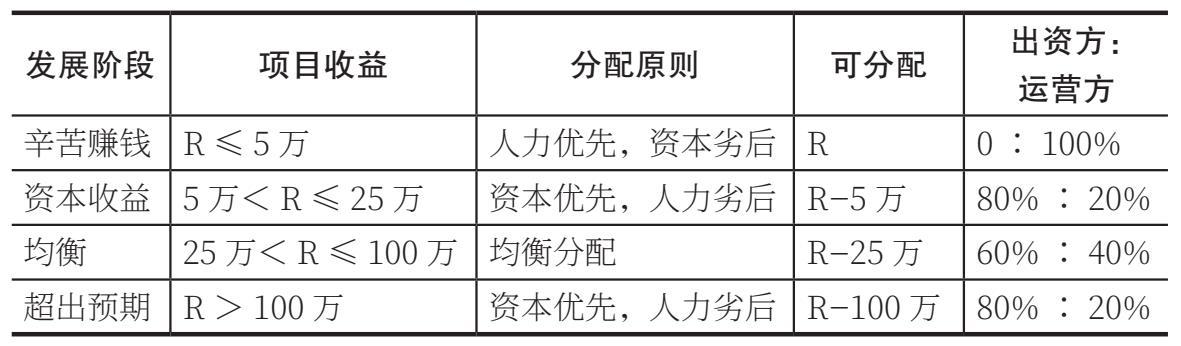 发展阶段 项目收益 分配原则 可分配 出资方：
运营方
辛苦赚钱 R ≤ 5 万 人力优先，资本劣后 R 0 ： 100%
资本收益 5 万＜ R ≤ 25 万 资本优先，人力劣后 R-5 万 80% ： 20%
均衡 25 万＜ R ≤ 100 万 均衡分配 R-25 万 60% ： 40%
超出预期 R ＞ 100 万 资本优先，人力劣后 R-100 万 80% ： 20%